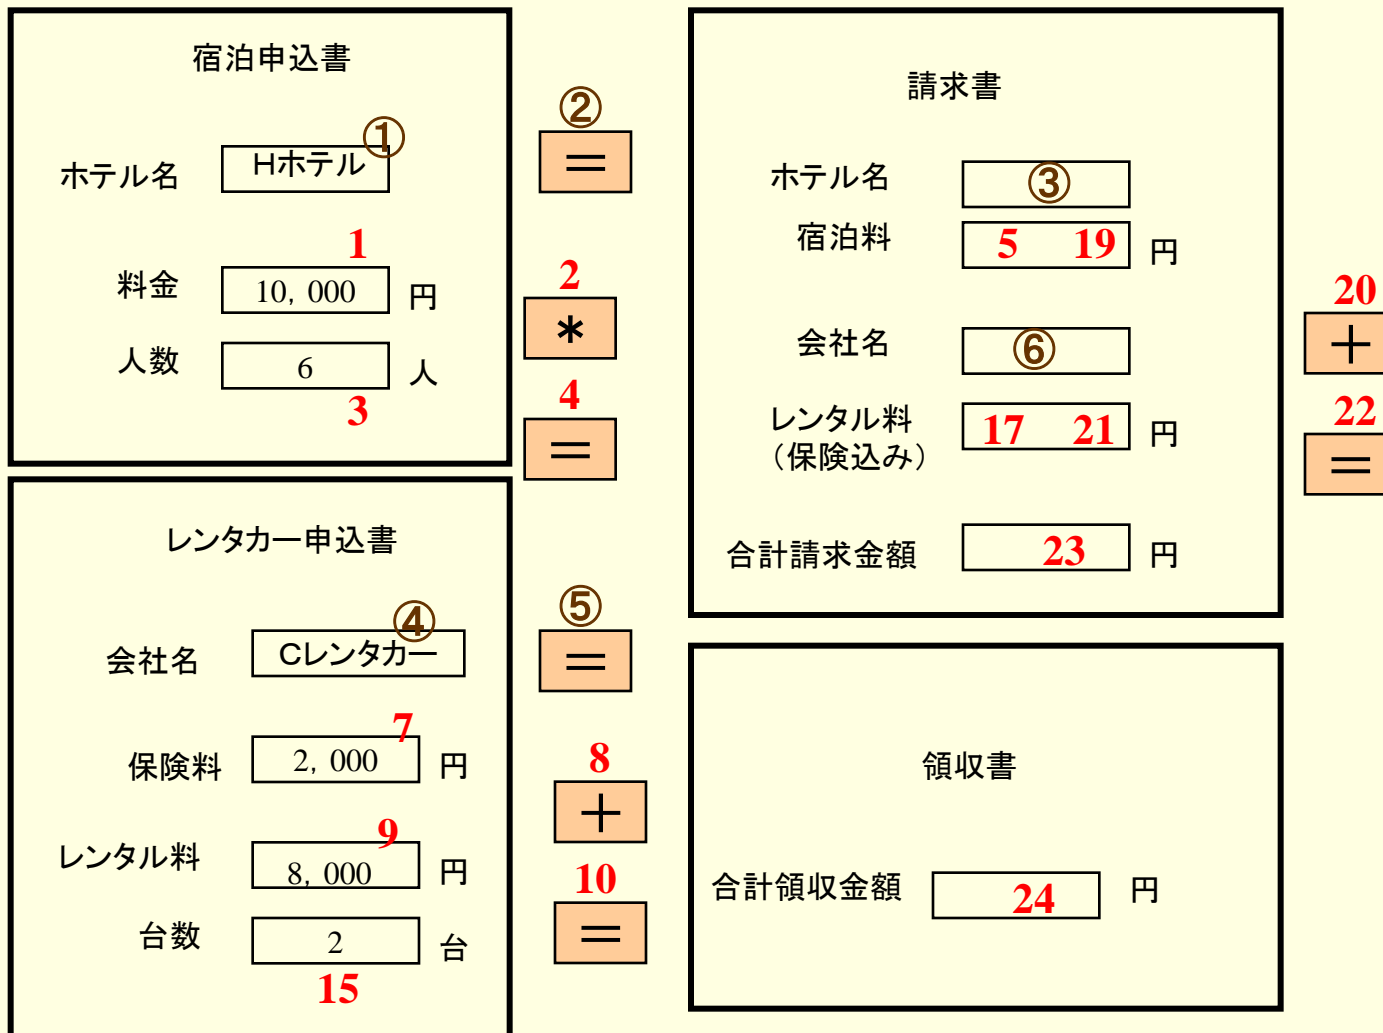 宿泊申込書
①
ホテル名 Hホテル
②
=
1
料金 10,000 円
2
*
人数 6 人
3
4
=
レンタカー申込書
④
会社名 Cレンタカー
⑤
=
7
保険料 2,000 円
8
+
9
レンタル料 8,000 円
10
=
台数 2 台
15
請求書
ホテル名 ③
宿泊料 5 19 円
会社名 ⑥
20
+
レンタル料 17 21 円
(保険込み)
22
=
合計請求金額 23 円
領収書
合計領収金額 24 円